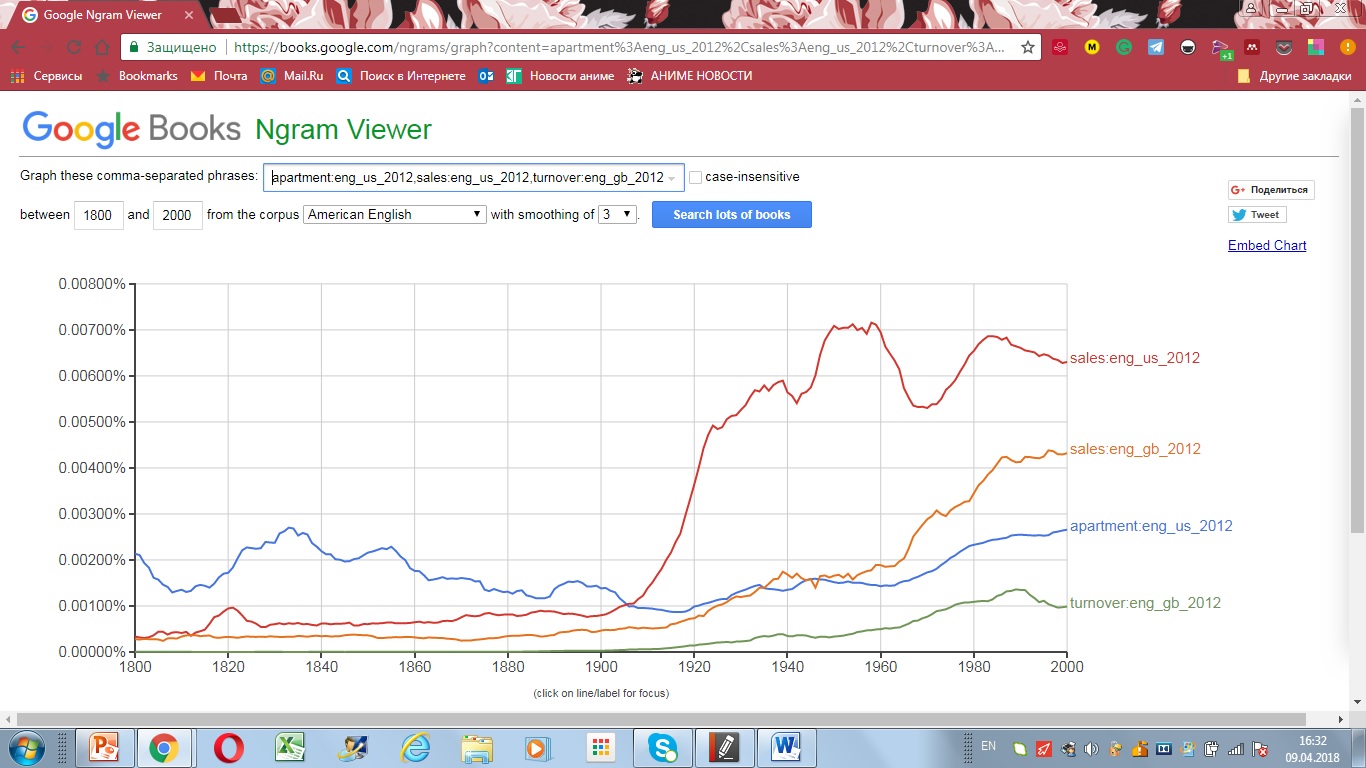 Google Ngram Viewer
Защищено https://books.google.com/ngrams/graph?content=apartment%3Aeng_us_2012%2Csales%3Aeng_us_2012%2Cturnover%3A...
+1
Сервисы Bookmarks Почта Mail.Ru Поиск в Интернете Новости аниме АНИМЕ НОВОСТИ Другие закладки
Google Books Ngram Viewer
Graph these comma-separated phrases: apartment:eng_us_2012,sales:eng_us_2012,turnover:eng_gb_2012 case-insensitive
between 1800 and 2000 from the corpus American English with smoothing of 3 . Search lots of books
G+ Поделиться
Tweet
Embed Chart
0.00800%
0.00700%
0.00600%
0.00500%
0.00400%
0.00300%
0.00200%
0.00100%
0.00000%
sales:eng_us_2012
sales:eng_gb_2012
apartment:eng_us_2012
turnover:eng_gb_2012
1800 1820 1840 1860 1880 1900 1920 1940 1960 1980 2000
(click on line/label for focus)
EN
16:32
09.04.2018